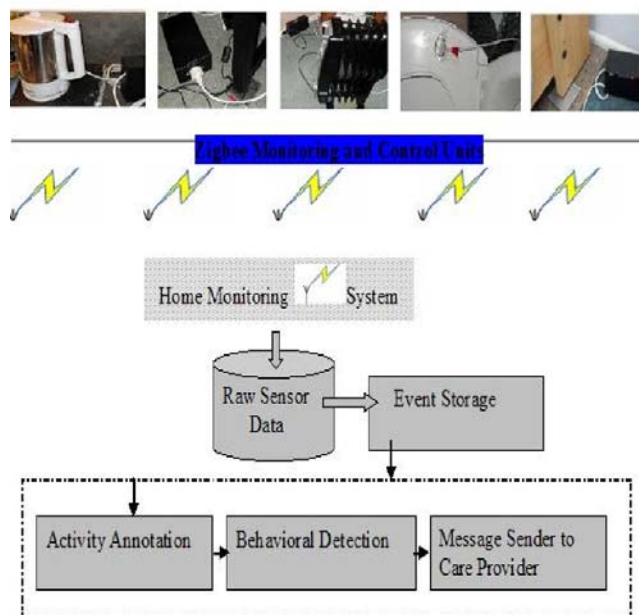 Zigbee Monitoring and Control Units
Home Monitoring System
Raw Sensor
Data
Event Storage
Activity Annotation
Behavioral Detection
Message Sender to
Care Provider